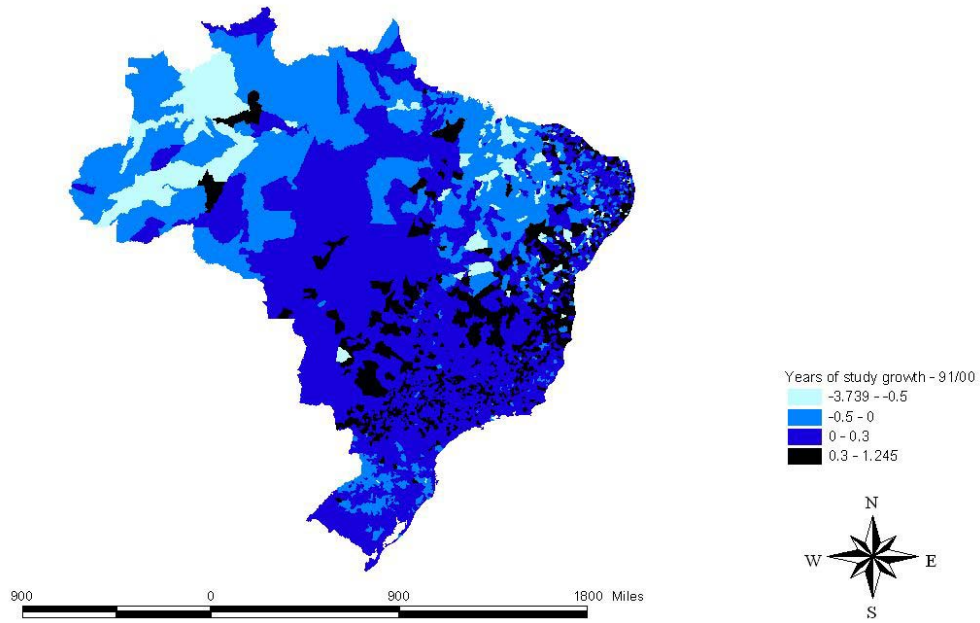 Years of study growth - 91/00
-3.739 - -0.5
-0.5 - 0
0 - 0.3
0.3 - 1.245
N
W E
S
900 0 900 1800 Miles